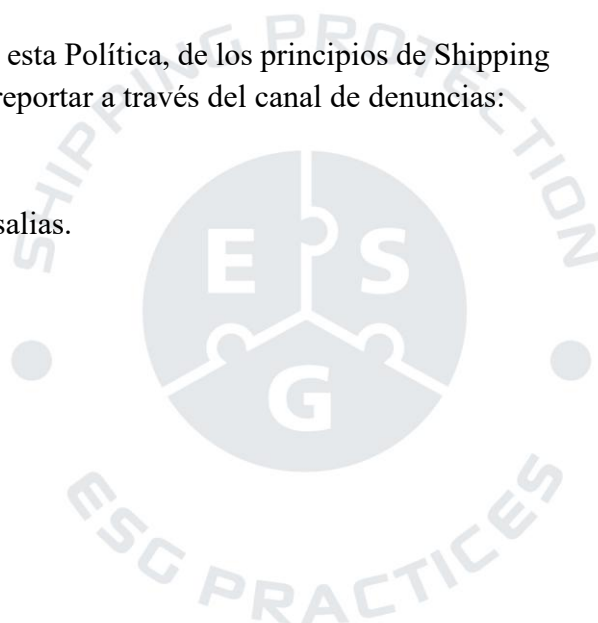 esta Política, de los principios de Shipping
reportar a través del canal de denuncias:
salias.
SHIPPING PROTECTION
E S
G
ESG PRACTICES